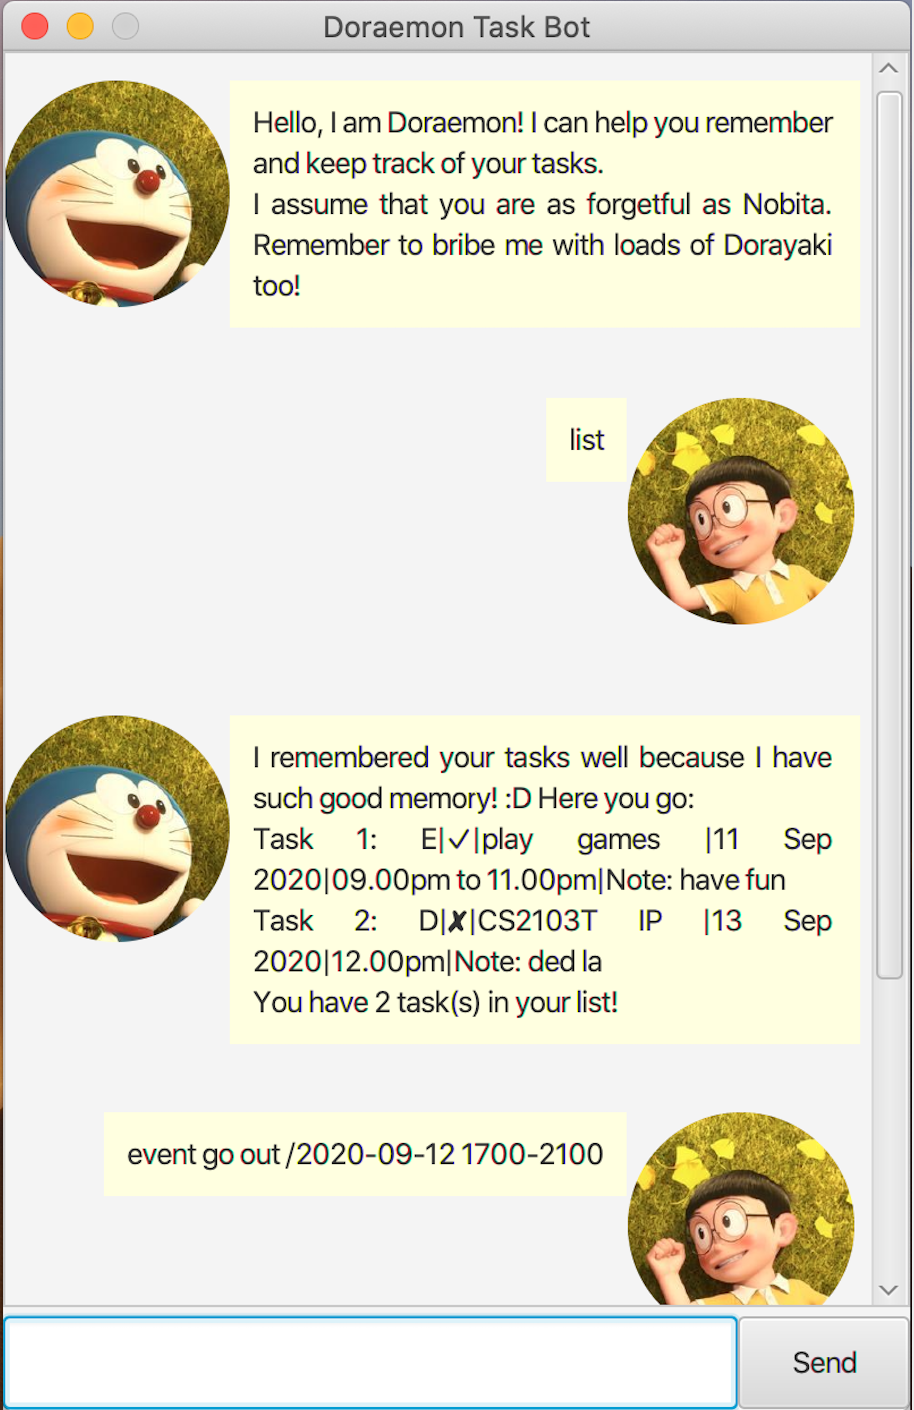 Doraemon Task Bot
Hello, I am Doraemon! I can help you remember
and keep track of your tasks.
I assume that you are as forgetful as Nobita.
Remember to bribe me with loads of Dorayaki
too!
list
I remembered your tasks well because I have
such good memory! :D Here you go:
Task 1: E|✓|play games |11 Sep
2020|09.00pm to 11.00pm|Note: have fun
Task 2: D|✘|CS2103T IP |13 Sep
2020|12.00pm|Note: ded la
You have 2 task(s) in your list!
event go out /2020-09-12 1700-2100
Send